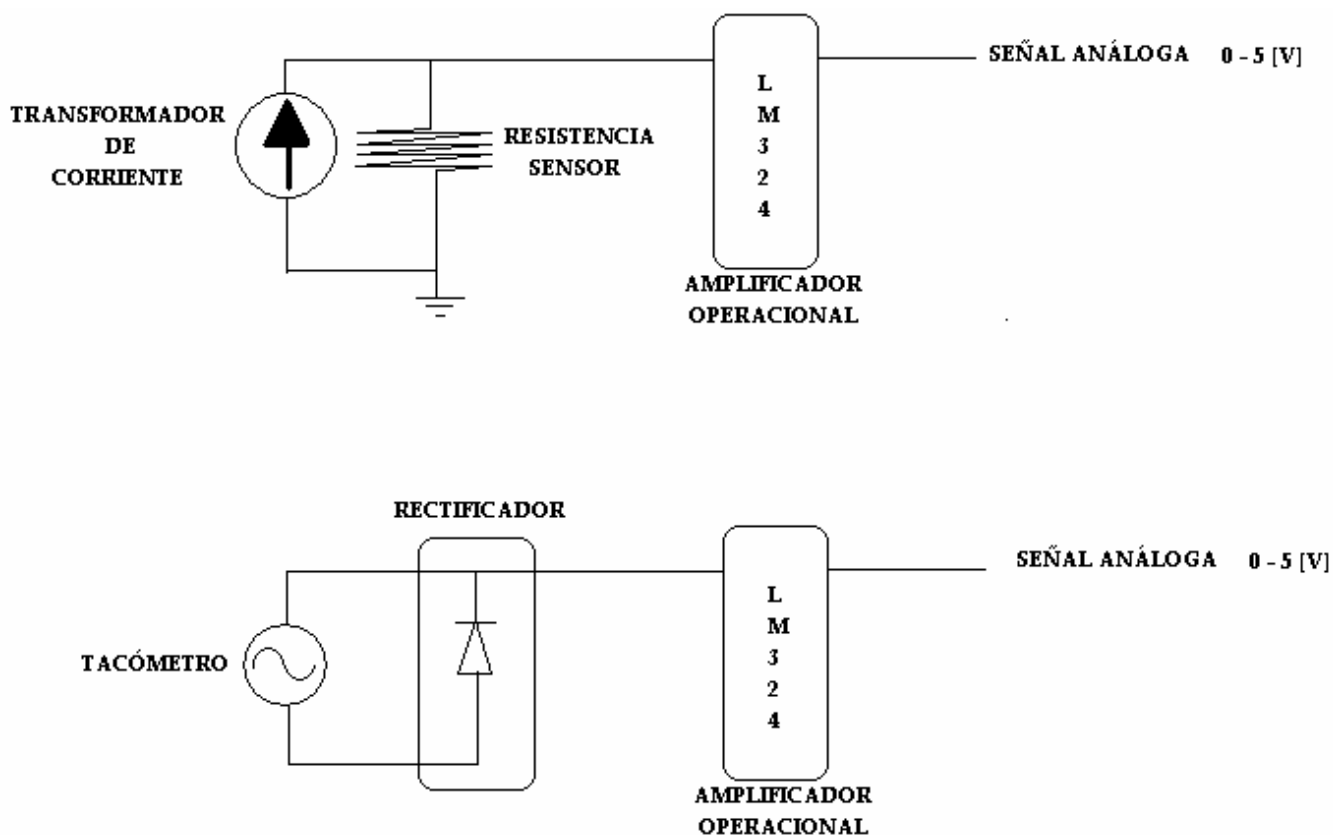 SEÑAL ANÁLOGA 0 - 5 [V]
L
M
3
2
4
TRANSFORMADOR
DE
CORRIENTE
RESISTENCIA
SENSOR
AMPLIFICADOR
OPERACIONAL
RECTIFICADOR
SEÑAL ANÁLOGA 0 - 5 [V]
L
M
3
2
4
TACÓMETRO
AMPLIFICADOR
OPERACIONAL